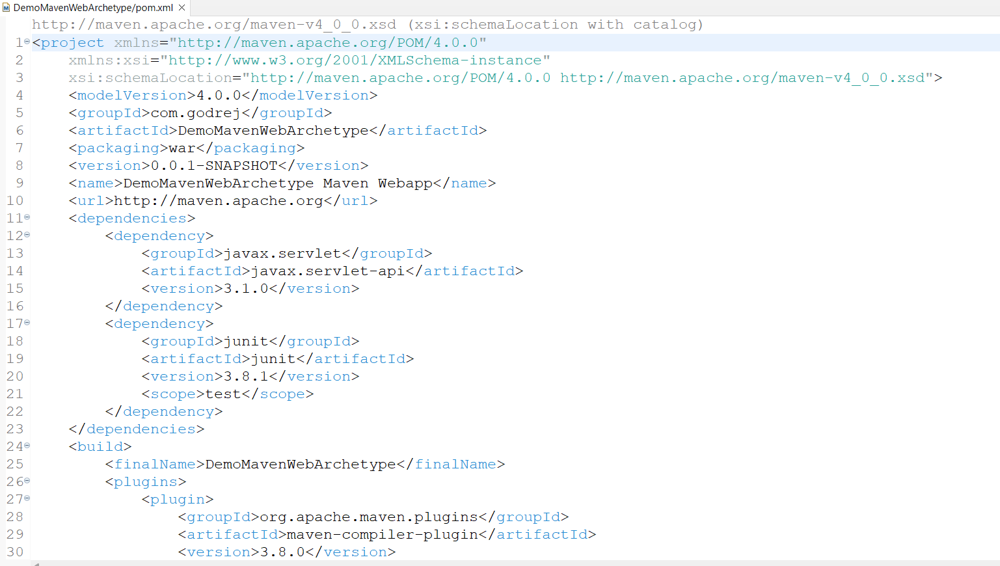 DemoMavenWebArchetype/pom.xml
http://maven.apache.org/maven-v4_0_0.xsd (xsi:schemaLocation with catalog)
1 <project xmlns="http://maven.apache.org/POM/4.0.0"
2     xmlns:xsi="http://www.w3.org/2001/XMLSchema-instance"
3     xsi:schemaLocation="http://maven.apache.org/POM/4.0.0 http://maven.apache.org/maven-v4_0_0.xsd">
4     <modelVersion>4.0.0</modelVersion>
5     <groupId>com.godrej</groupId>
6     <artifactId>DemoMavenWebArchetype</artifactId>
7     <packaging>war</packaging>
8     <version>0.0.1-SNAPSHOT</version>
9     <name>DemoMavenWebArchetype Maven Webapp</name>
10     <url>http://maven.apache.org</url>
11     <dependencies>
12         <dependency>
13             <groupId>javax.servlet</groupId>
14             <artifactId>javax.servlet-api</artifactId>
15             <version>3.1.0</version>
16         </dependency>
17         <dependency>
18             <groupId>junit</groupId>
19             <artifactId>junit</artifactId>
20             <version>3.8.1</version>
21             <scope>test</scope>
22         </dependency>
23     </dependencies>
24     <build>
25         <finalName>DemoMavenWebArchetype</finalName>
26         <plugins>
27             <plugin>
28                 <groupId>org.apache.maven.plugins</groupId>
29                 <artifactId>maven-compiler-plugin</artifactId>
30                 <version>3.8.0</version>